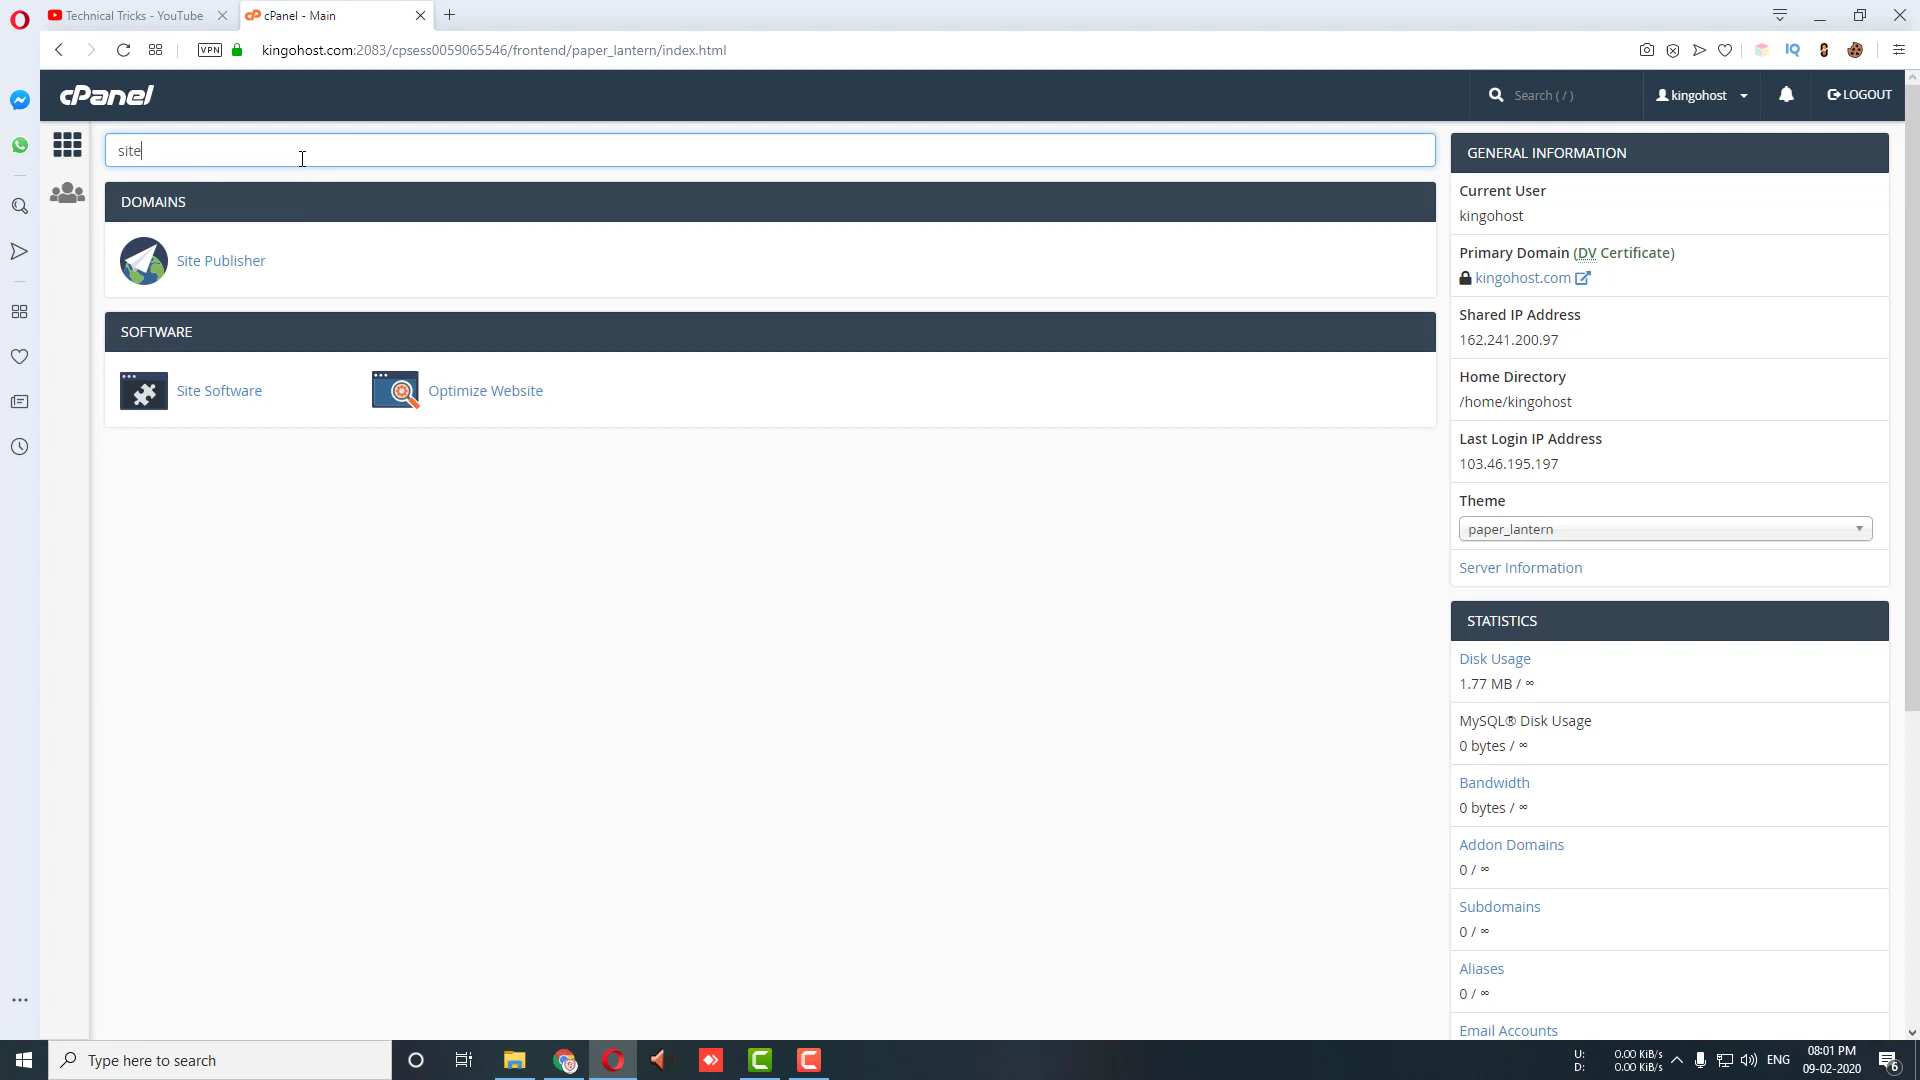 Technical Tricks - YouTube
cPanel - Main
VPN
kingohost.com:2083/cpsess0059065546/frontend/paper_lantern/index.html
IQ
cPanel
Search ( / )
kingohost
LOGOUT
site
DOMAINS
Site Publisher
SOFTWARE
Site Software
Optimize Website
GENERAL INFORMATION
Current User
kingohost
Primary Domain (DV Certificate)
kingohost.com
Shared IP Address
162.241.200.97
Home Directory
/home/kingohost
Last Login IP Address
103.46.195.197
Theme
paper_lantern
Server Information
STATISTICS
Disk Usage
1.77 MB / ∞
MySQL® Disk Usage
0 bytes / ∞
Bandwidth
0 bytes / ∞
Addon Domains
0 / ∞
Subdomains
0 / ∞
Aliases
0 / ∞
Email Accounts
Type here to search
U: 0.00 KiB/s
D: 0.00 KiB/s
ENG
08:01 PM
09-02-2020
6